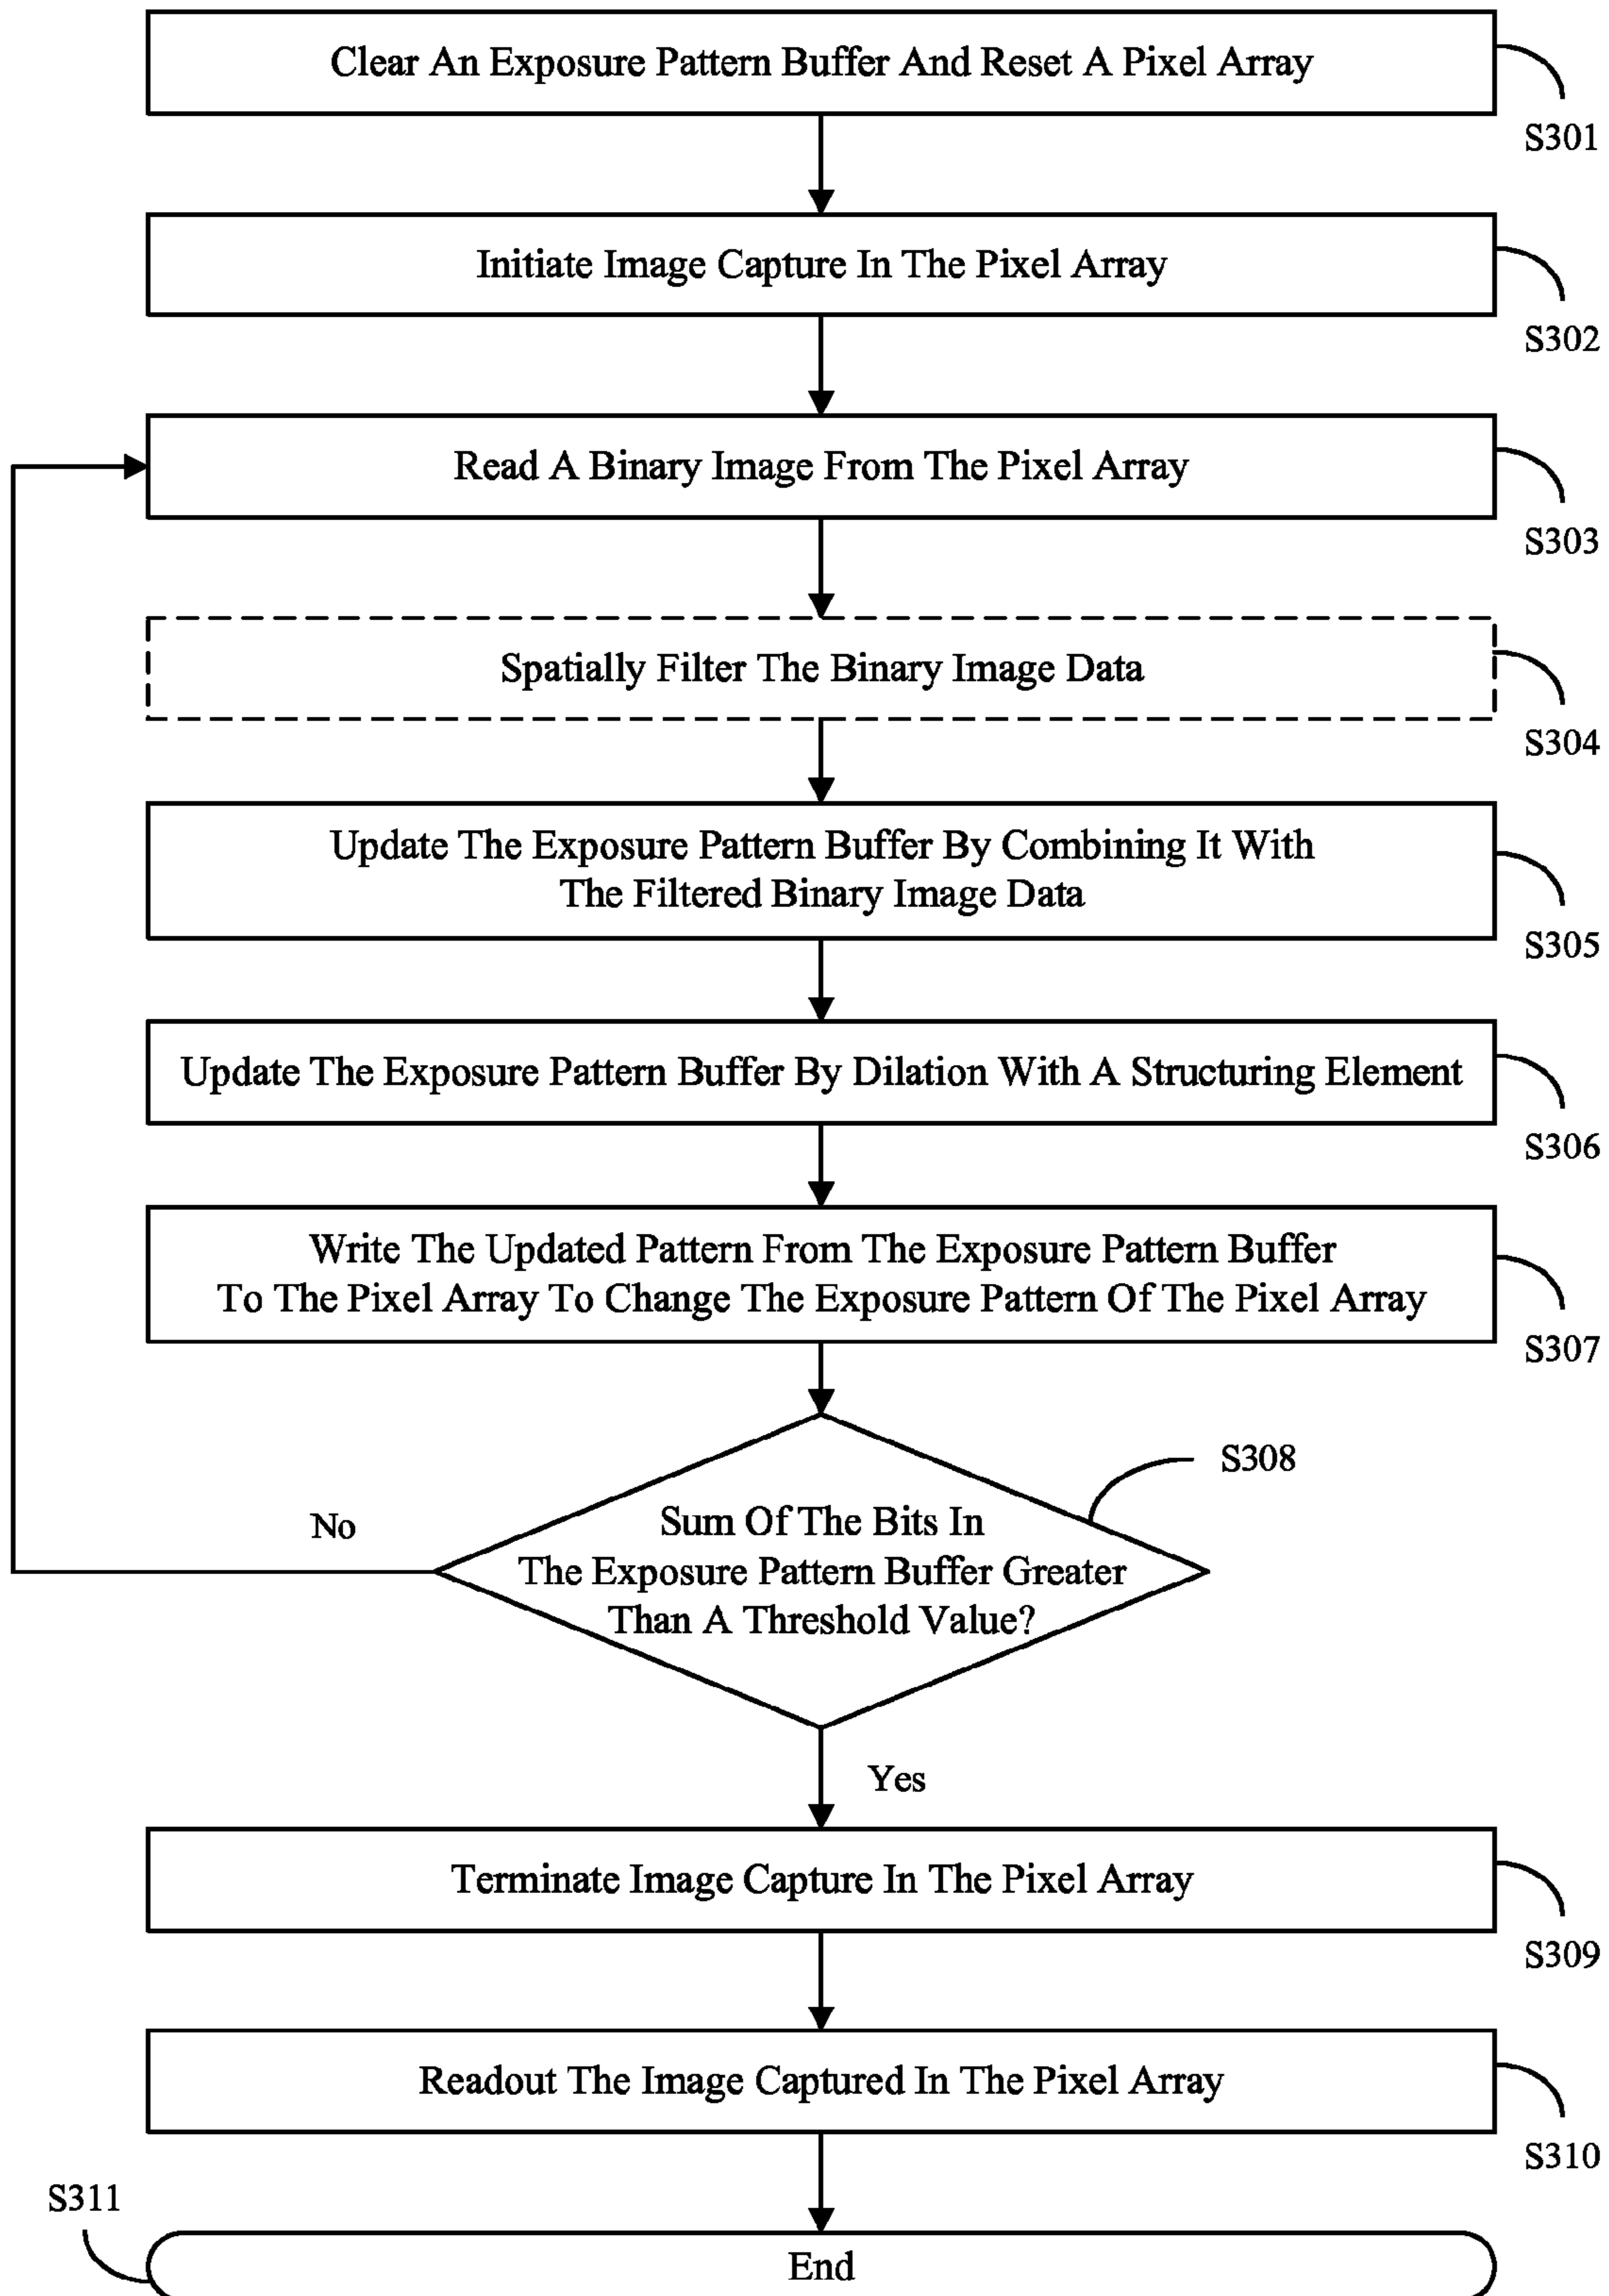 Clear An Exposure Pattern Buffer And Reset A Pixel Array
S301
Initiate Image Capture In The Pixel Array
S302
Read A Binary Image From The Pixel Array
S303
Spatially Filter The Binary Image Data
S304
Update The Exposure Pattern Buffer By Combining It With
The Filtered Binary Image Data
S305
Update The Exposure Pattern Buffer By Dilation With A Structuring Element
S306
Write The Updated Pattern From The Exposure Pattern Buffer
To The Pixel Array To Change The Exposure Pattern Of The Pixel Array
S307
S308
No
Sum Of The Bits In
The Exposure Pattern Buffer Greater
Than A Threshold Value?
Yes
Terminate Image Capture In The Pixel Array
S309
Readout The Image Captured In The Pixel Array
S310
S311
End